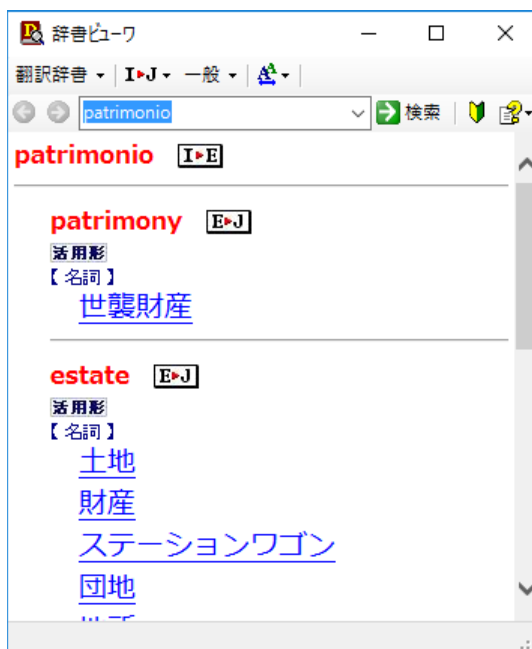 辞書ビューワ
翻訳辞書 I▶J 一般
patrimonio 検索
patrimonio I▶E
patrimony E▶J
活用形
【名詞】
世襲財産
estate E▶J
活用形
【名詞】
土地
財産
ステーションワゴン
団地